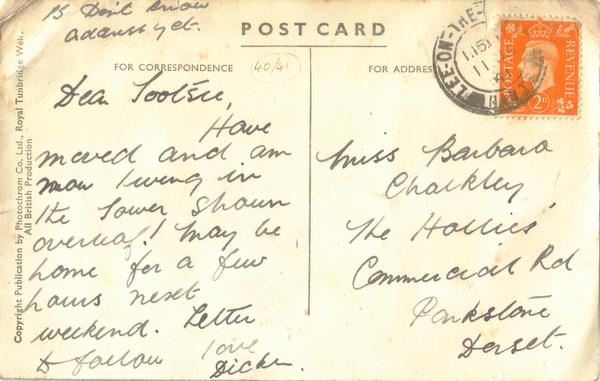 PS Don't know
address yet.
POST CARD
FOR CORRESPONDENCE
40/41
FOR ADDRESS
Dear Tootsie,
Have
moved and am
now living in
the tower shown
overleaf. May be
home for a few
hours next
weekend. Letter
to follow love
Dicker.
Miss Barbara
Chalkley,
The Hollies,
Commercial Rd
Parkstone
Dorset.
LEE-ON-THE-
POSTAGE
REVENUE
2D
Copyright Publication by Photochrom Co. Ltd., Royal Tunbridge Wells,
All British Production